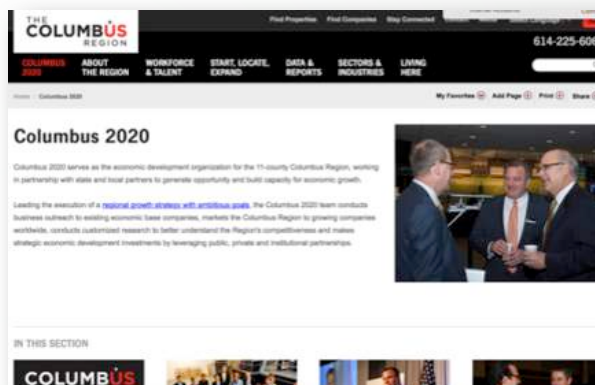 THE
COLUMBUS
REGION
Find Properties Find Companies Stay Connected
614-225-606
COLUMBUS
2020
ABOUT
THE REGION
WORKFORCE
& TALENT
START, LOCATE,
EXPAND
DATA &
REPORTS
SECTORS &
INDUSTRIES
LIVING
HERE
Home Columbus 2020
My Favorites Add Page Print Share
Columbus 2020
Columbus 2020 serves as the economic development organization for the 11-county Columbus Region, working
in partnership with state and local partners to generate opportunity and build capacity for economic growth.
Leading the execution of a regional growth strategy with ambitious goals, the Columbus 2020 team conducts
business outreach to existing economic base companies, markets the Columbus Region to growing companies
worldwide, conducts customized research to better understand the Region's competitiveness and makes
strategic economic development investments by leveraging public, private and institutional partnerships.
IN THIS SECTION
COLUMBUS